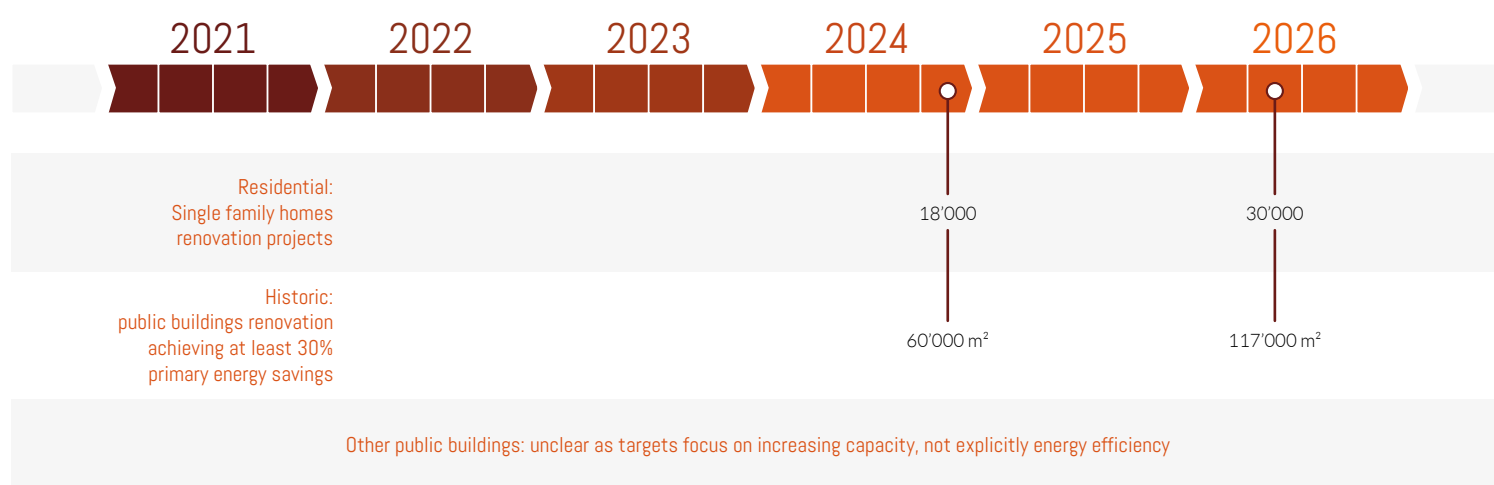 2021 2022 2023 2024 2025 2026
Residential:
Single family homes
renovation projects
18’000 30’000
Historic:
public buildings renovation
achieving at least 30%
primary energy savings
60’000 m² 117’000 m²
Other public buildings: unclear as targets focus on increasing capacity, not explicitly energy efficiency